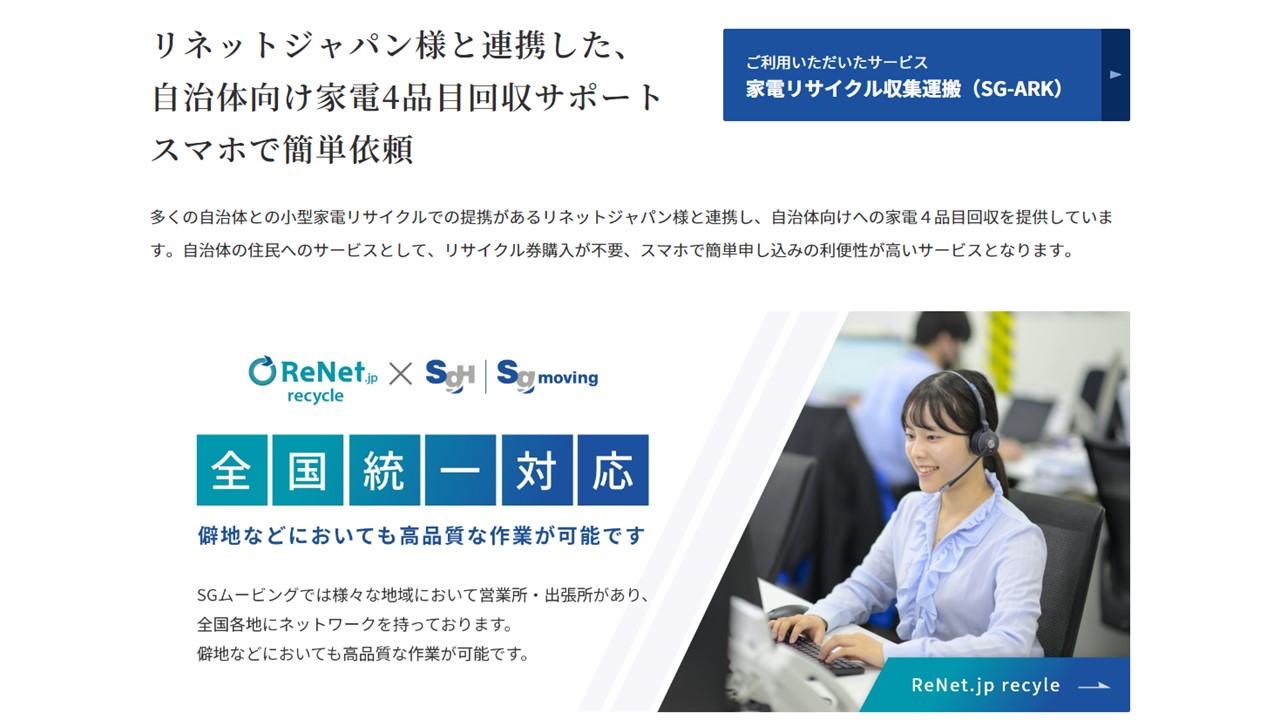 リネットジャパン様と連携した、
自治体向け家電4品目回収サポート
スマホで簡単依頼
ご利用いただいたサービス
家電リサイクル収集運搬（SG-ARK）
多くの自治体との小型家電リサイクルでの提携があるリネットジャパン様と連携し、自治体向けへの家電４品目回収を提供していま
す。自治体の住民へのサービスとして、リサイクル券購入が不要、スマホで簡単申し込みの利便性が高いサービスとなります。
ReNet.jp × SgH | Sg moving
recycle
全国統一対応
僻地などにおいても高品質な作業が可能です
SGムービングでは様々な地域において営業所・出張所があり、
全国各地にネットワークを持っております。
僻地などにおいても高品質な作業が可能です。
ReNet.jp recyle